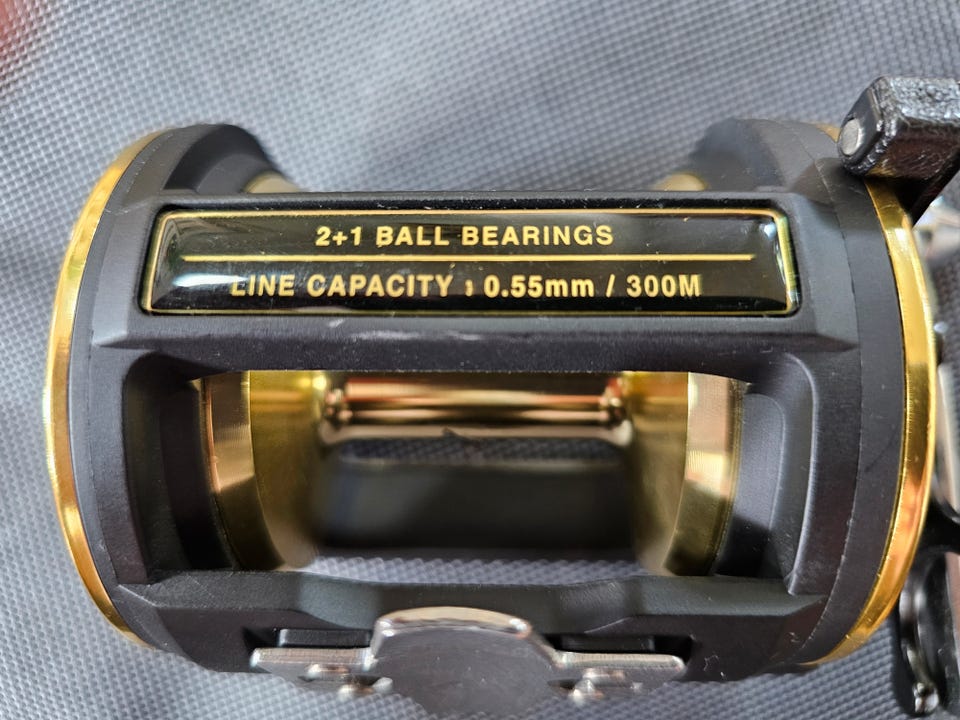 2+1 BALL BEARINGS
LINE CAPACITY : 0.55mm / 300M